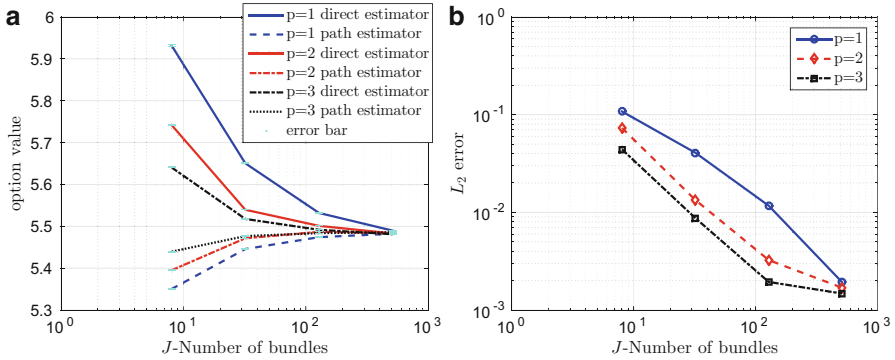 a
6
5.9
5.8
5.7
5.6
5.5
5.4
5.3
option value
10^0
10^1
10^2
10^3
J-Number of bundles
p=1 direct estimator
p=1 path estimator
p=2 direct estimator
p=2 path estimator
p=3 direct estimator
p=3 path estimator
error bar
b
10^0
10^-1
10^-2
10^-3
L_2 error
10^0
10^1
10^2
10^3
J-Number of bundles
p=1
p=2
p=3